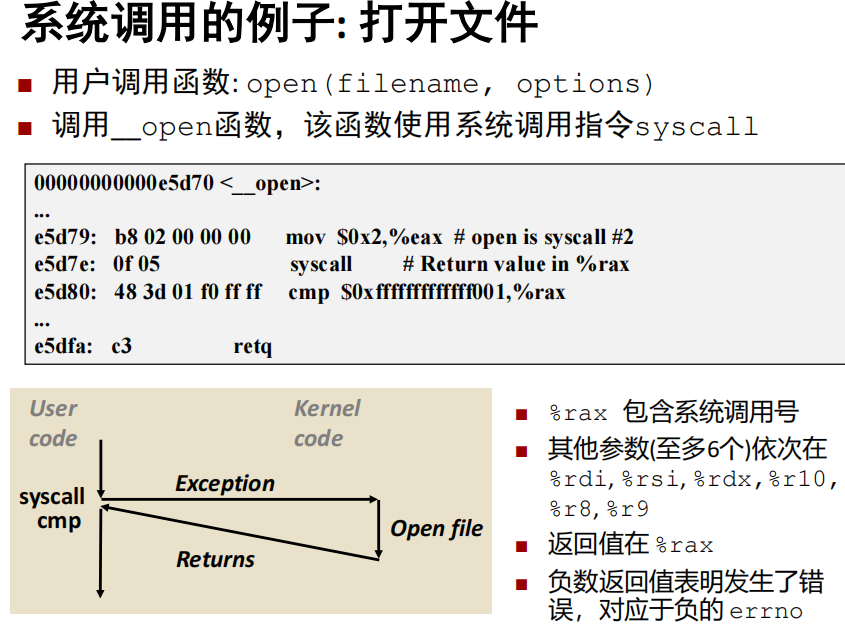 系统调用的例子: 打开文件
用户调用函数: open(filename, options)
调用__open函数，该函数使用系统调用指令syscall
00000000000e5d70 <__open>:
...
e5d79: b8 02 00 00 00 mov $0x2,%eax # open is syscall #2
e5d7e: 0f 05 syscall # Return value in %rax
e5d80: 48 3d 01 f0 ff ff cmp $0xfffffffffffff001,%rax
...
e5dfa: c3 retq
User code
Kernel code
syscall
cmp
Exception
Open file
Returns
%rax 包含系统调用号
其他参数(至多6个)依次在
%rdi, %rsi, %rdx, %r10,
%r8, %r9
返回值在 %rax
负数返回值表明发生了错
误，对应于负的 errno